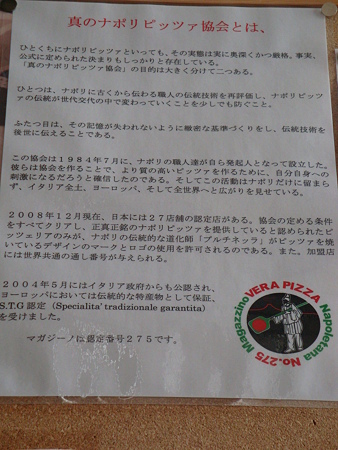 真のナポリピッツァ協会とは、
ひとくちにナポリピッツァといっても、その実態は実に奥深くかつ厳格。事実、
公式に定められた決まりもしっかりと存在している。
「真のナポリピッツァ協会」の目的は大きく分けて二つある。
ひとつは、ナポリに古くから伝わる職人の伝統技術を再評価し、ナポリピッツ
ァの伝統が世代交代の中で変わっていくことを少しでも防ぐこと。
ふたつ目は、その記憶が失われないように厳密な基準づくりをし、伝統技術を
後世に伝えることである。
この協会は1984年7月に、ナポリの職人達が自ら発起人となって設立した。
彼らは協会を作ることで、より質の高いピッツァを作るために、自分自身への
刺激になるだろうと確信したのである。そしてこの活動はナポリだけに留まら
ず、イタリア全土、ヨーロッパ、そして全世界へと広がりを見せている。
2008年12月現在、日本には27店舗の認定店がある。協会の定める条件
をすべてクリアし、正真正銘のナポリピッツァを提供していると認められたピ
ッツェリアのみが、ナポリの伝統的な道化師「プルチネッラ」がピッツァを焼
いているデザインのマークとロゴの使用を許可されるのである。また、加盟店
には世界共通の通し番号が与えられる。
2004年5月にはイタリア政府からも公認され、
ヨーロッパにおいては伝統的な特産物として保証、
S.T.G 認定（Specialita' tradizionale garantita）
を受けました。
マガジーノは認定番号275です。
VERA PIZZA
Napoletana
No.275 Magazzino